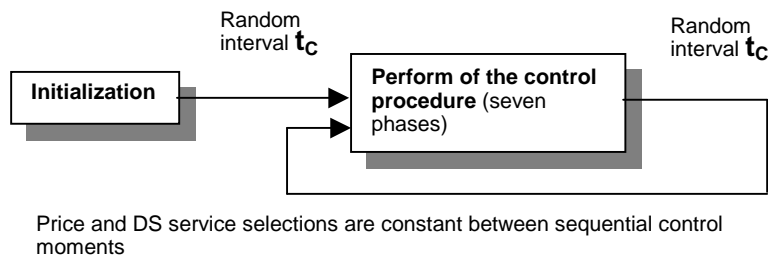 Random
interval tC
Random
interval tC
Initialization
Perform of the control
procedure (seven
phases)
Price and DS service selections are constant between sequential control
moments